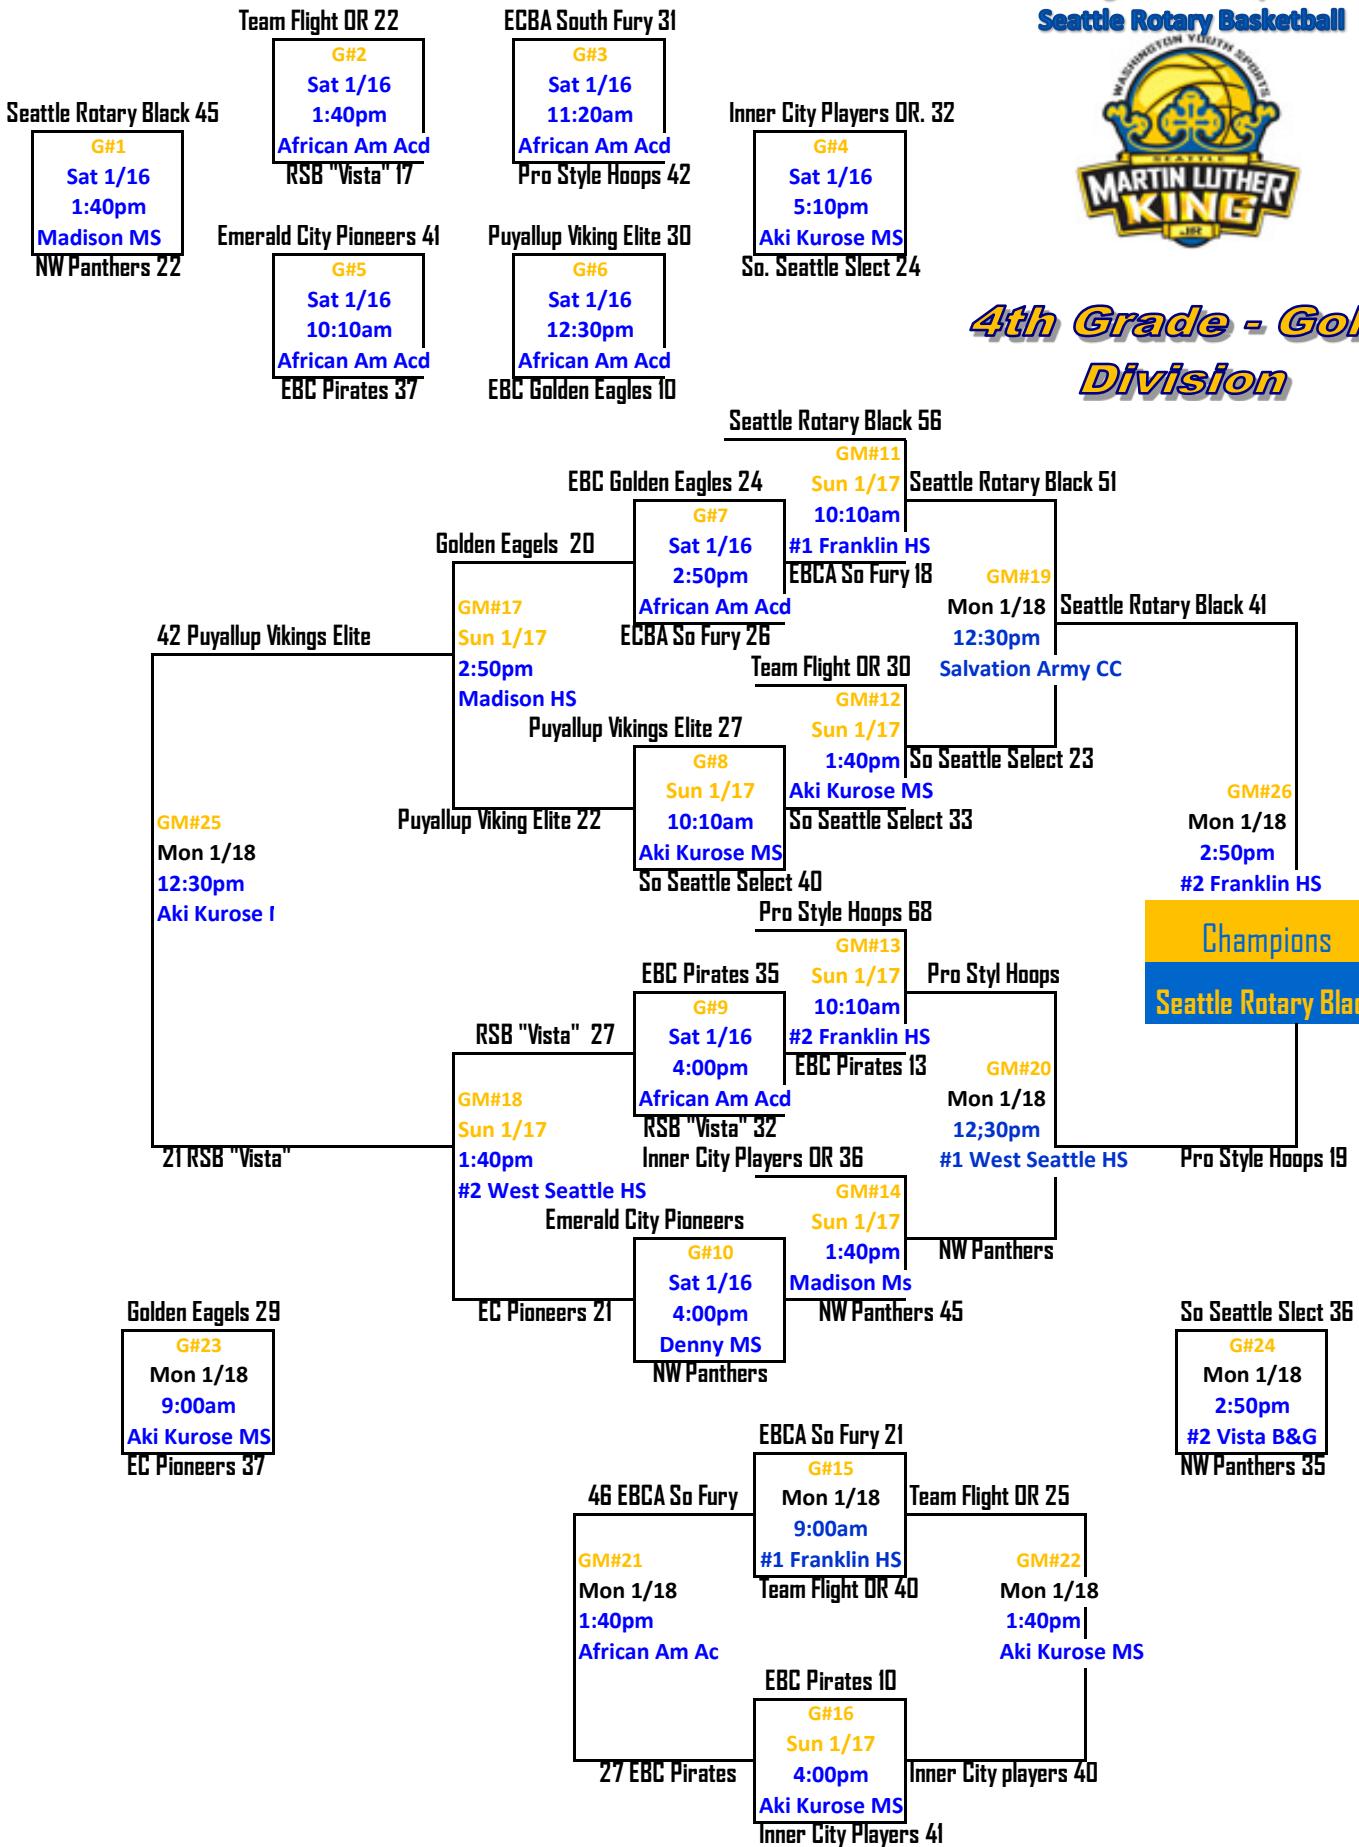 Seattle Rotary Basketball
WASHINGTON YOUTH SPORTS
SEATTLE
MARTIN LUTHER
KING
JR
4th Grade - Gol
Division
Team Flight OR 22
G#2
Sat 1/16
1:40pm
African Am Acd
RSB "Vista" 17
ECBA South Fury 31
G#3
Sat 1/16
11:20am
African Am Acd
Pro Style Hoops 42
Seattle Rotary Black 45
G#1
Sat 1/16
1:40pm
Madison MS
NW Panthers 22
Inner City Players OR. 32
G#4
Sat 1/16
5:10pm
Aki Kurose MS
So. Seattle Slect 24
Emerald City Pioneers 41
G#5
Sat 1/16
10:10am
African Am Acd
EBC Pirates 37
Puyallup Viking Elite 30
G#6
Sat 1/16
12:30pm
African Am Acd
EBC Golden Eagles 10
Seattle Rotary Black 56
GM#11
Sun 1/17
10:10am
#1 Franklin HS
EBCA So Fury 18
Seattle Rotary Black 51
EBC Golden Eagles 24
G#7
Sat 1/16
2:50pm
African Am Acd
ECBA So Fury 26
Golden Eagels 20
GM#17
Sun 1/17
2:50pm
Madison HS
Puyallup Viking Elite 22
42 Puyallup Vikings Elite
GM#19
Mon 1/18
12:30pm
Salvation Army CC
Seattle Rotary Black 41
Team Flight OR 30
GM#12
Sun 1/17
1:40pm
Aki Kurose MS
So Seattle Select 33
So Seattle Select 23
Puyallup Vikings Elite 27
G#8
Sun 1/17
10:10am
Aki Kurose MS
So Seattle Select 40
GM#25
Mon 1/18
12:30pm
Aki Kurose
21 RSB "Vista"
GM#26
Mon 1/18
2:50pm
#2 Franklin HS
Champions
Seattle Rotary Blac
Pro Style Hoops 68
GM#13
Sun 1/17
10:10am
#2 Franklin HS
EBC Pirates 13
Pro Styl Hoops
EBC Pirates 35
G#9
Sat 1/16
4:00pm
African Am Acd
RSB "Vista" 32
RSB "Vista" 27
GM#18
Sun 1/17
1:40pm
#2 West Seattle HS
EC Pioneers 21
GM#20
Mon 1/18
12;30pm
#1 West Seattle HS
Pro Style Hoops 19
Inner City Players OR 36
GM#14
Sun 1/17
1:40pm
Madison Ms
NW Panthers 45
NW Panthers
Emerald City Pioneers
G#10
Sat 1/16
4:00pm
Denny MS
NW Panthers
Golden Eagels 29
G#23
Mon 1/18
9:00am
Aki Kurose MS
EC Pioneers 37
So Seattle Slect 36
G#24
Mon 1/18
2:50pm
#2 Vista B&G
NW Panthers 35
EBCA So Fury 21
G#15
Mon 1/18
9:00am
#1 Franklin HS
Team Flight OR 40
46 EBCA So Fury
GM#21
Mon 1/18
1:40pm
African Am Ac
27 EBC Pirates
Team Flight OR 25
GM#22
Mon 1/18
1:40pm
Aki Kurose MS
Inner City players 40
EBC Pirates 10
G#16
Sun 1/17
4:00pm
Aki Kurose MS
Inner City Players 41